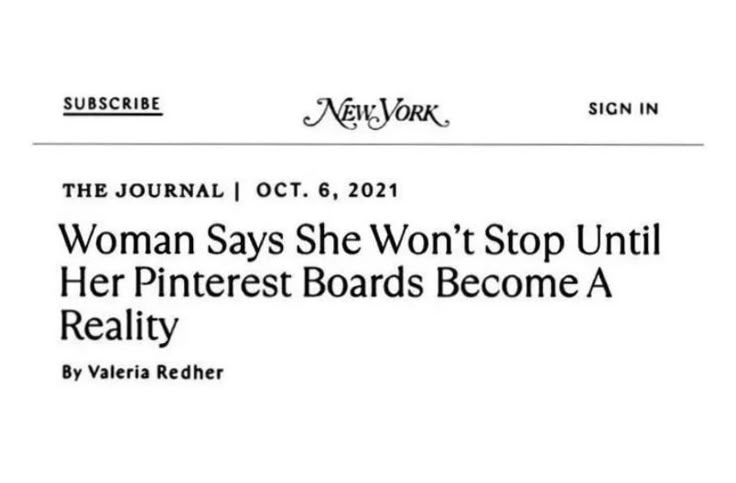 SUBSCRIBE
NEW YORK
SIGN IN
THE JOURNAL | OCT. 6, 2021
Woman Says She Won't Stop Until
Her Pinterest Boards Become A
Reality
By Valeria Redher